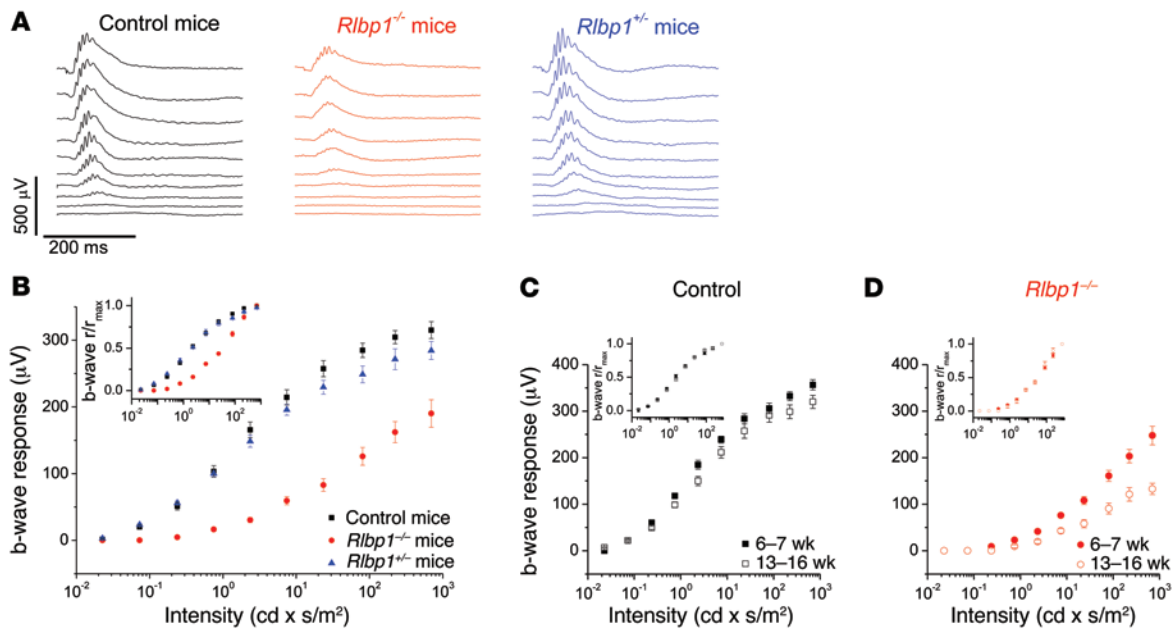 A
Control mice
Rlbp1-/- mice
Rlbp1+/- mice
500 µV
200 ms
B
b-wave response (µV)
300
200
100
0
b-wave r/rmax
1.0
0.5
0.0
10-2 100 102
Control mice
Rlbp1-/- mice
Rlbp1+/- mice
10-2 10-1 100 101 102 103
Intensity (cd x s/m²)
C
Control
b-wave response (µV)
400
300
200
100
0
b-wave r/rmax
1.0
0.5
0.0
10-2 100 102
6–7 wk
13–16 wk
10-2 10-1 100 101 102 103
Intensity (cd x s/m²)
D
Rlbp1–/–
400
300
200
100
0
b-wave r/rmax
1.0
0.5
0.0
10-2 100 102
6–7 wk
13–16 wk
10-2 10-1 100 101 102 103
Intensity (cd x s/m²)